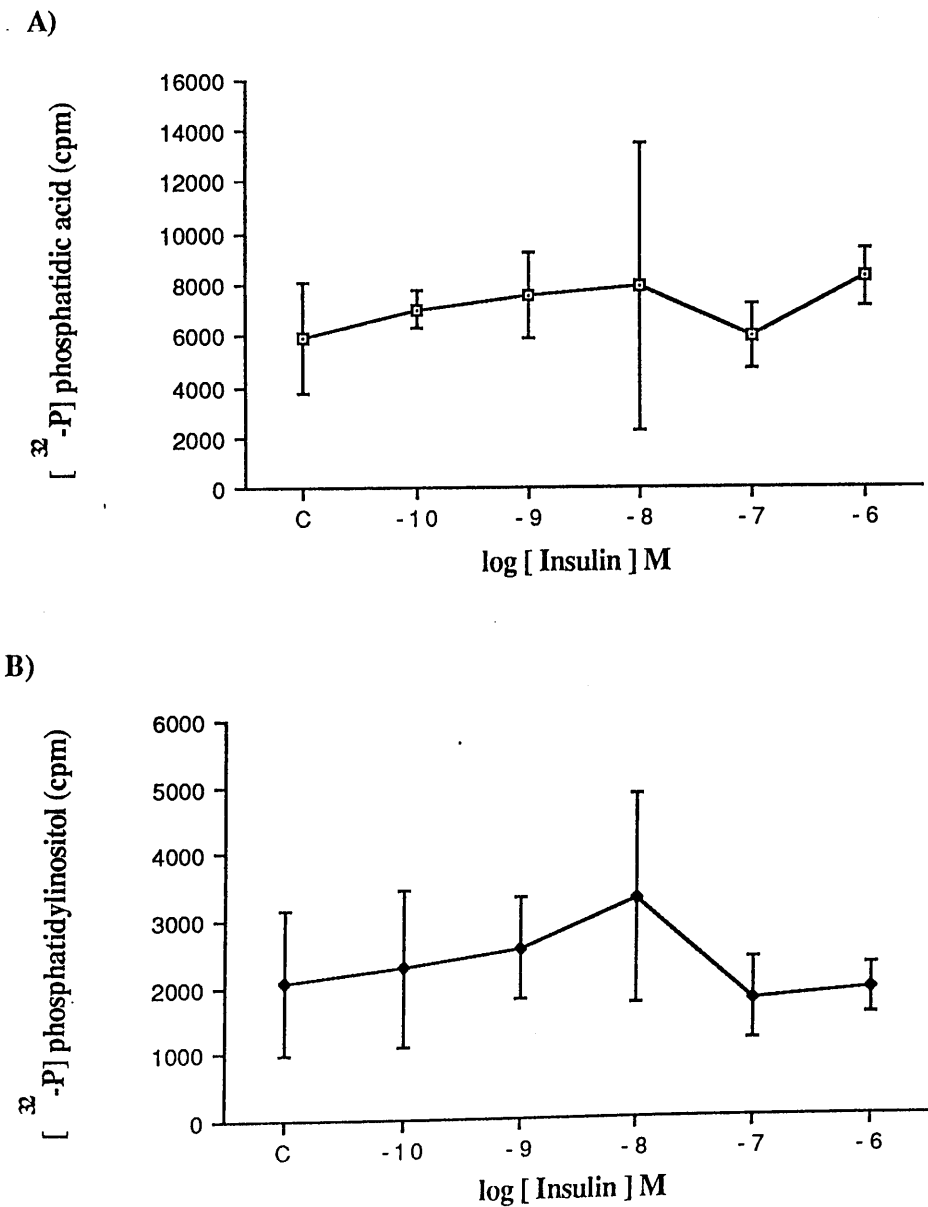 A)
[ ³² -P] phosphatidic acid (cpm)
16000
14000
12000
10000
8000
6000
4000
2000
0
C -10 -9 -8 -7 -6
log [ Insulin ] M
B)
[ ³² -P] phosphatidylinositol (cpm)
6000
5000
4000
3000
2000
1000
0
C -10 -9 -8 -7 -6
log [ Insulin ] M